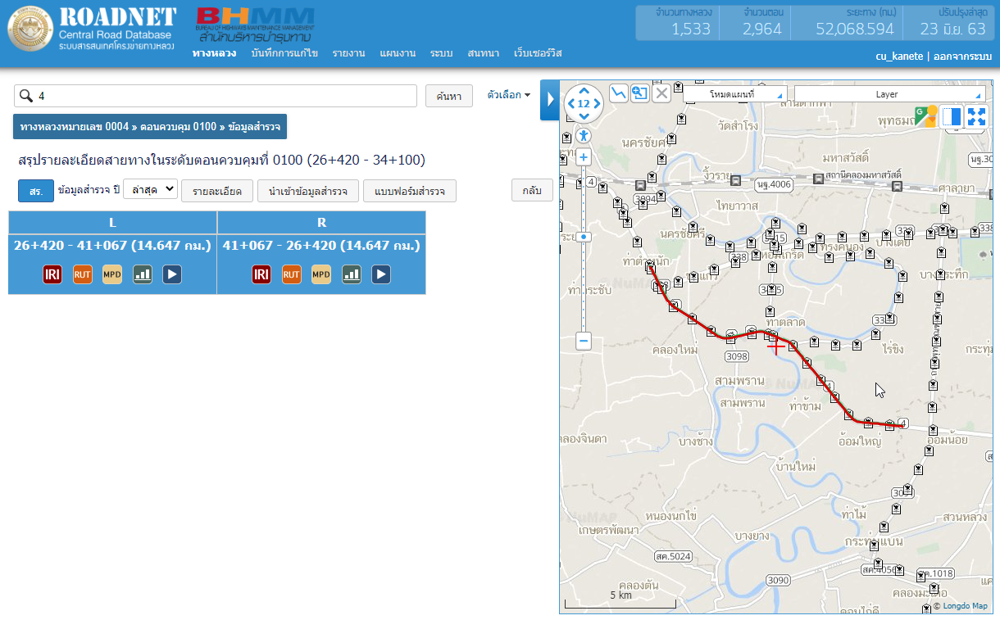 ROADNET
Central Road Database
ระบบสารสนเทศโครงข่ายทางหลวง
BHMM
BUREAU OF HIGHWAYS MAINTENANCE MANAGEMENT
สำนักบริหารบำรุงทาง
จำนวนทางหลวง
1,533
จำนวนตอน
2,964
ระยะทาง (กม.)
52,068.594
ปรับปรุงล่าสุด
23 มิ.ย. 63
ทางหลวง บันทึกการแก้ไข รายงาน แผนงาน ระบบ สนทนา เว็บเซอร์วิส
cu_kanete | ออกจากระบบ
4
ค้นหา
ตัวเลือก
ทางหลวงหมายเลข 0004 » ตอนควบคุม 0100 » ข้อมูลสำรวจ
สรุปรายละเอียดสายทางในระดับตอนควบคุมที่ 0100 (26+420 - 34+100)
สร. ข้อมูลสำรวจ ปี ล่าสุด รายละเอียด นำเข้าข้อมูลสำรวจ แบบฟอร์มสำรวจ กลับ
L R
26+420 - 41+067 (14.647 กม.) 41+067 - 26+420 (14.647 กม.)
IRI RUT MPD IRI RUT MPD
12
โหมดแผนที่
Layer
วัดสำโรง
มหาสวัสดิ์
งิ้วราย
สถานีคลองมหาสวัสดิ์
นฐ.4006
ศาลายา
4
3094
ไทยาวาส
นครชัยศรี
ทรงคนอง
บางเตย
338
ท่าตำหนัก
ท่ากระชับ
ท่าตลาด
คลองใหม่
3098
ไร่ขิง
สามพราน
สามพราน
ท่าข้าม
4
คลองจินดา
บางช้าง
อ้อมใหญ่
อ้อมน้อย
บ้านใหม่
ท่าไม้
สวนหลวง
หนองนกไข่
เกษตรพัฒนา
บางยาง
กระทุ่มแบน
สค.5024
3090
คลองตัน
คลองมะเดื่อ
5 km
© Longdo Map